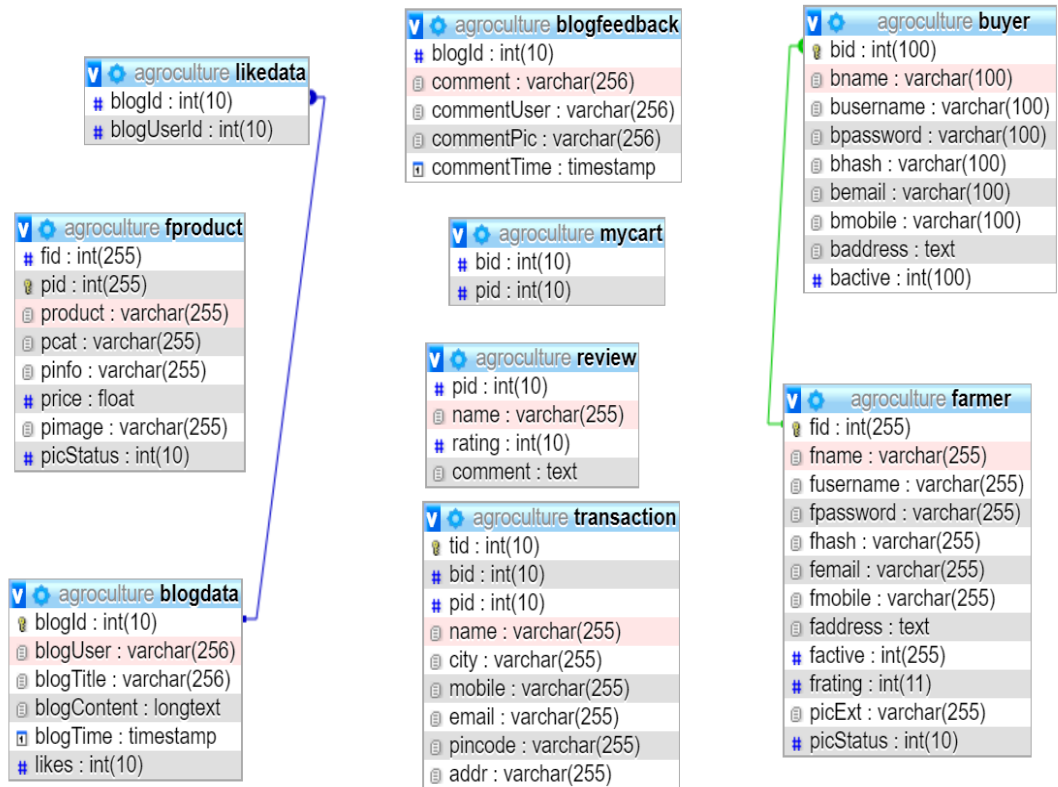 agroculture likedata
blogId : int(10)
blogUserId : int(10)
agroculture fproduct
fid : int(255)
pid : int(255)
product : varchar(255)
pcat : varchar(255)
pinfo : varchar(255)
price : float
pimage : varchar(255)
picStatus : int(10)
agroculture blogdata
blogId : int(10)
blogUser : varchar(256)
blogTitle : varchar(256)
blogContent : longtext
blogTime : timestamp
likes : int(10)
agroculture blogfeedback
blogId : int(10)
comment : varchar(256)
commentUser : varchar(256)
commentPic : varchar(256)
commentTime : timestamp
agroculture mycart
bid : int(10)
pid : int(10)
agroculture review
pid : int(10)
name : varchar(255)
rating : int(10)
comment : text
agroculture transaction
tid : int(10)
bid : int(10)
pid : int(10)
name : varchar(255)
city : varchar(255)
mobile : varchar(255)
email : varchar(255)
pincode : varchar(255)
addr : varchar(255)
agroculture buyer
bid : int(100)
bname : varchar(100)
busername : varchar(100)
bpassword : varchar(100)
bhash : varchar(100)
bemail : varchar(100)
bmobile : varchar(100)
baddress : text
bactive : int(100)
agroculture farmer
fid : int(255)
fname : varchar(255)
fusername : varchar(255)
fpassword : varchar(255)
fhash : varchar(255)
femail : varchar(255)
fmobile : varchar(255)
faddress : text
factive : int(255)
frating : int(11)
picExt : varchar(255)
picStatus : int(10)